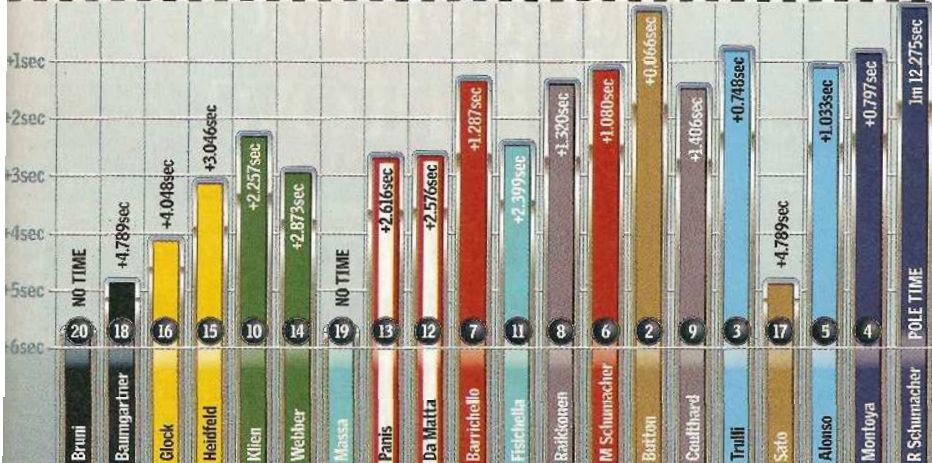 +1sec
+2sec
+3sec
+4sec
+5sec
+6sec
Bruni 20 NO TIME
Baumgartner 18 +4.789sec
Glock 16 +4.048sec
Heidfeld 15 +3.046sec
Klien 10 +2.257sec
Webber 14 +2.873sec
Massa 19 NO TIME
Panis 13 +2.616sec
Da Matta 12 +2.576sec
Barrichello 7 +1.287sec
Fisichella 11 +2.399sec
Raikkonen 8 +1.320sec
M Schumacher 6 +1.080sec
Button 2 +0.066sec
Coulthard 9 +1.406sec
Trulli 3 +0.748sec
Sato 17 +4.789sec
Alonso 5 +1.033sec
Montoya 4 +0.797sec
R Schumacher POLE TIME 1m 12.275sec